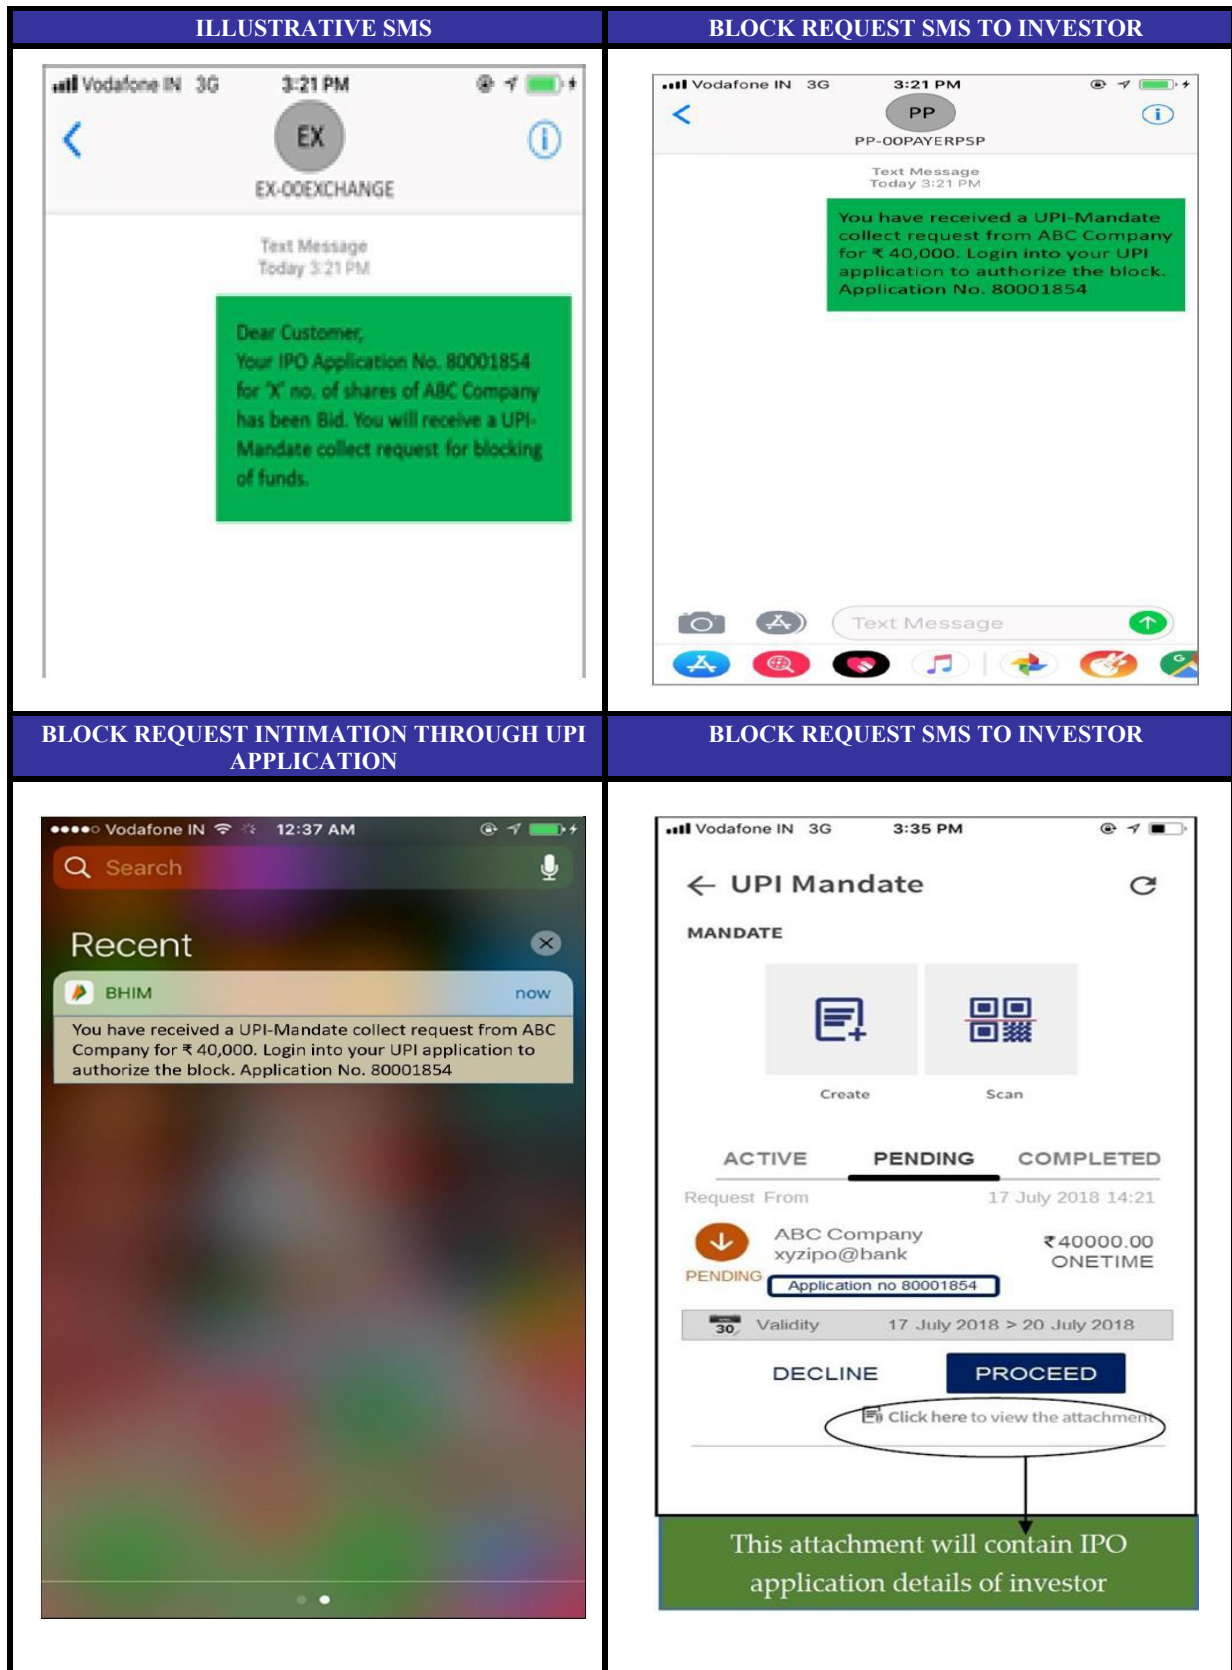 ILLUSTRATIVE SMS
Vodafone IN 3G 3:21 PM
EX
EX-00EXCHANGE
Text Message
Today 3:21 PM
Dear Customer,
Your IPO Application No. 80001854
for 'X' no. of shares of ABC Company
has been Bid. You will receive a UPI-
Mandate collect request for blocking
of funds.
BLOCK REQUEST SMS TO INVESTOR
Vodafone IN 3G 3:21 PM
PP
PP-00PAYERPSP
Text Message
Today 3:21 PM
You have received a UPI-Mandate
collect request from ABC Company
for ₹ 40,000. Login into your UPI
application to authorize the block.
Application No. 80001854
Text Message
G
BLOCK REQUEST INTIMATION THROUGH UPI
APPLICATION
Vodafone IN 12:37 AM
Search
Recent
BHIM now
You have received a UPI-Mandate collect request from ABC
Company for ₹ 40,000. Login into your UPI application to
authorize the block. Application No. 80001854
BLOCK REQUEST SMS TO INVESTOR
Vodafone IN 3G 3:35 PM
UPI Mandate
MANDATE
Create Scan
ACTIVE PENDING COMPLETED
Request From 17 July 2018 14:21
ABC Company ₹40000.00
xyzipo@bank ONETIME
PENDING Application no 80001854
30 Validity 17 July 2018 > 20 July 2018
DECLINE PROCEED
Click here to view the attachment
This attachment will contain IPO
application details of investor